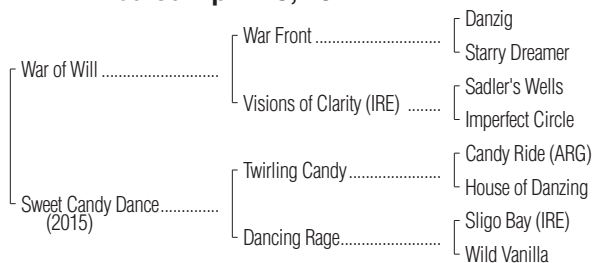 Danzig
War Front ................................
Starry Dreamer
War of Will ..............................
Sadler's Wells
Visions of Clarity (IRE) ........
Imperfect Circle
Candy Ride (ARG)
Twirling Candy........................
House of Danzing
Sweet Candy Dance...............
(2015)
Sligo Bay (IRE)
Dancing Rage..........................
Wild Vanilla